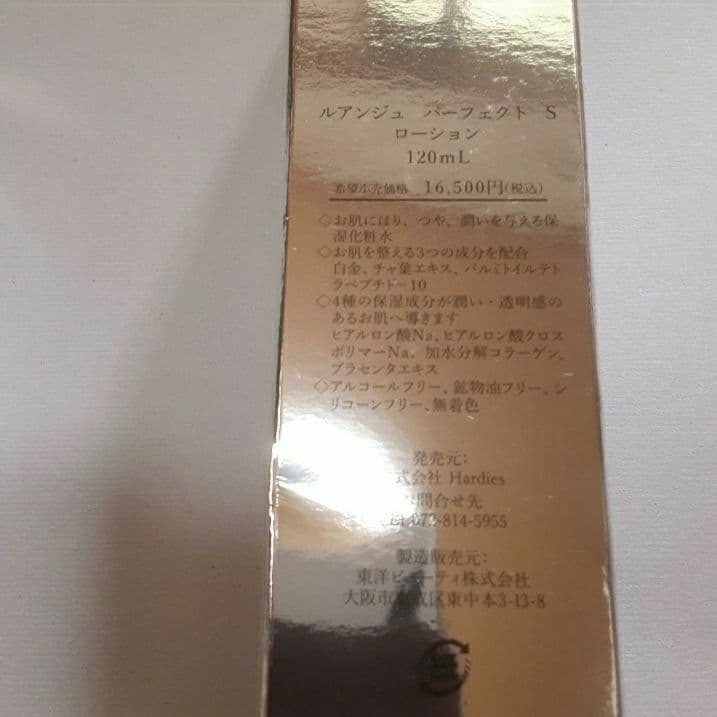 ルアンジュ パーフェクト S
ローション
120mL
希望小売価格 16,500円(税込)
◇お肌にはり、つや、潤いを与える保
湿化粧水
◇お肌を整える3つの成分を配合
白金、チャ葉エキス、パルミトイルテト
ラペプチド-10
◇4種の保湿成分が潤い・透明感の
あるお肌へ導きます
ヒアルロン酸Na、ヒアルロン酸クロス
ポリマーNa、加水分解コラーゲン、
プラセンタエキス
◇アルコールフリー、鉱物油フリー、シ
リコーンフリー、無着色
発売元:
式会社 Hardies
問合せ先
072-814-5955
製造販売元:
東洋ビューティ株式会社
大阪市東成区東中本3-13-8